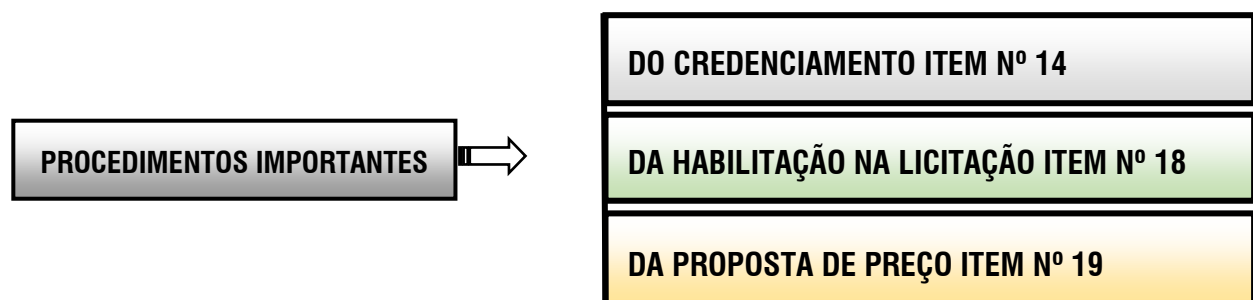 PROCEDIMENTOS IMPORTANTES
DO CREDENCIAMENTO ITEM Nº 14
DA HABILITAÇÃO NA LICITAÇÃO ITEM Nº 18
DA PROPOSTA DE PREÇO ITEM Nº 19